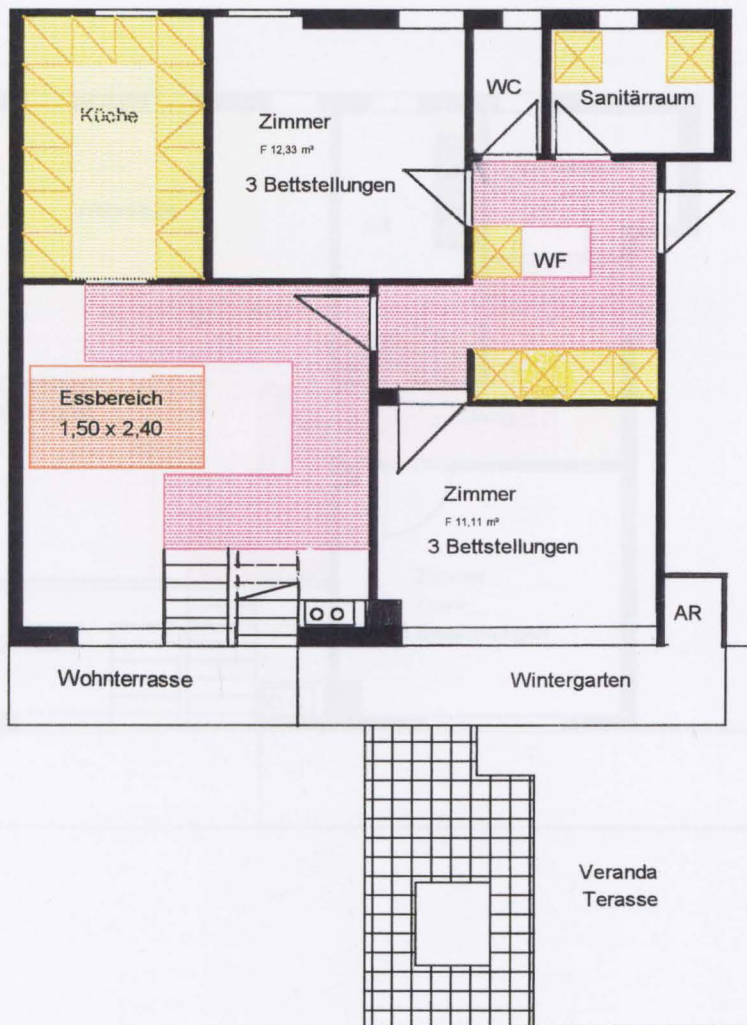 Küche
Zimmer
F 12,33 m²
3 Bettstellungen
WC
Sanitärraum
WF
Essbereich
1,50 x 2,40
Zimmer
F 11,11 m²
3 Bettstellungen
AR
Wohnterrasse
Wintergarten
Veranda
Terasse